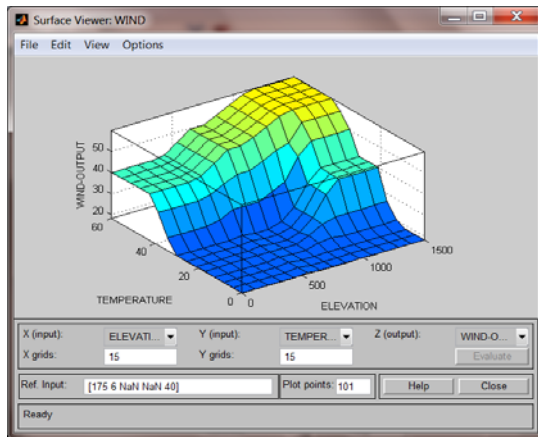 Surface Viewer: WIND
File Edit View Options
WIND-OUTPUT
50
40
30
20
60
40
20
0
TEMPERATURE
0
500
1000
1500
ELEVATION
X (input): ELEVATI... Y (input): TEMPER... Z (output): WIND-O...
X grids: 15 Y grids: 15 Evaluate
Ref. Input: [175 6 NaN NaN 40] Plot points: 101 Help Close
Ready